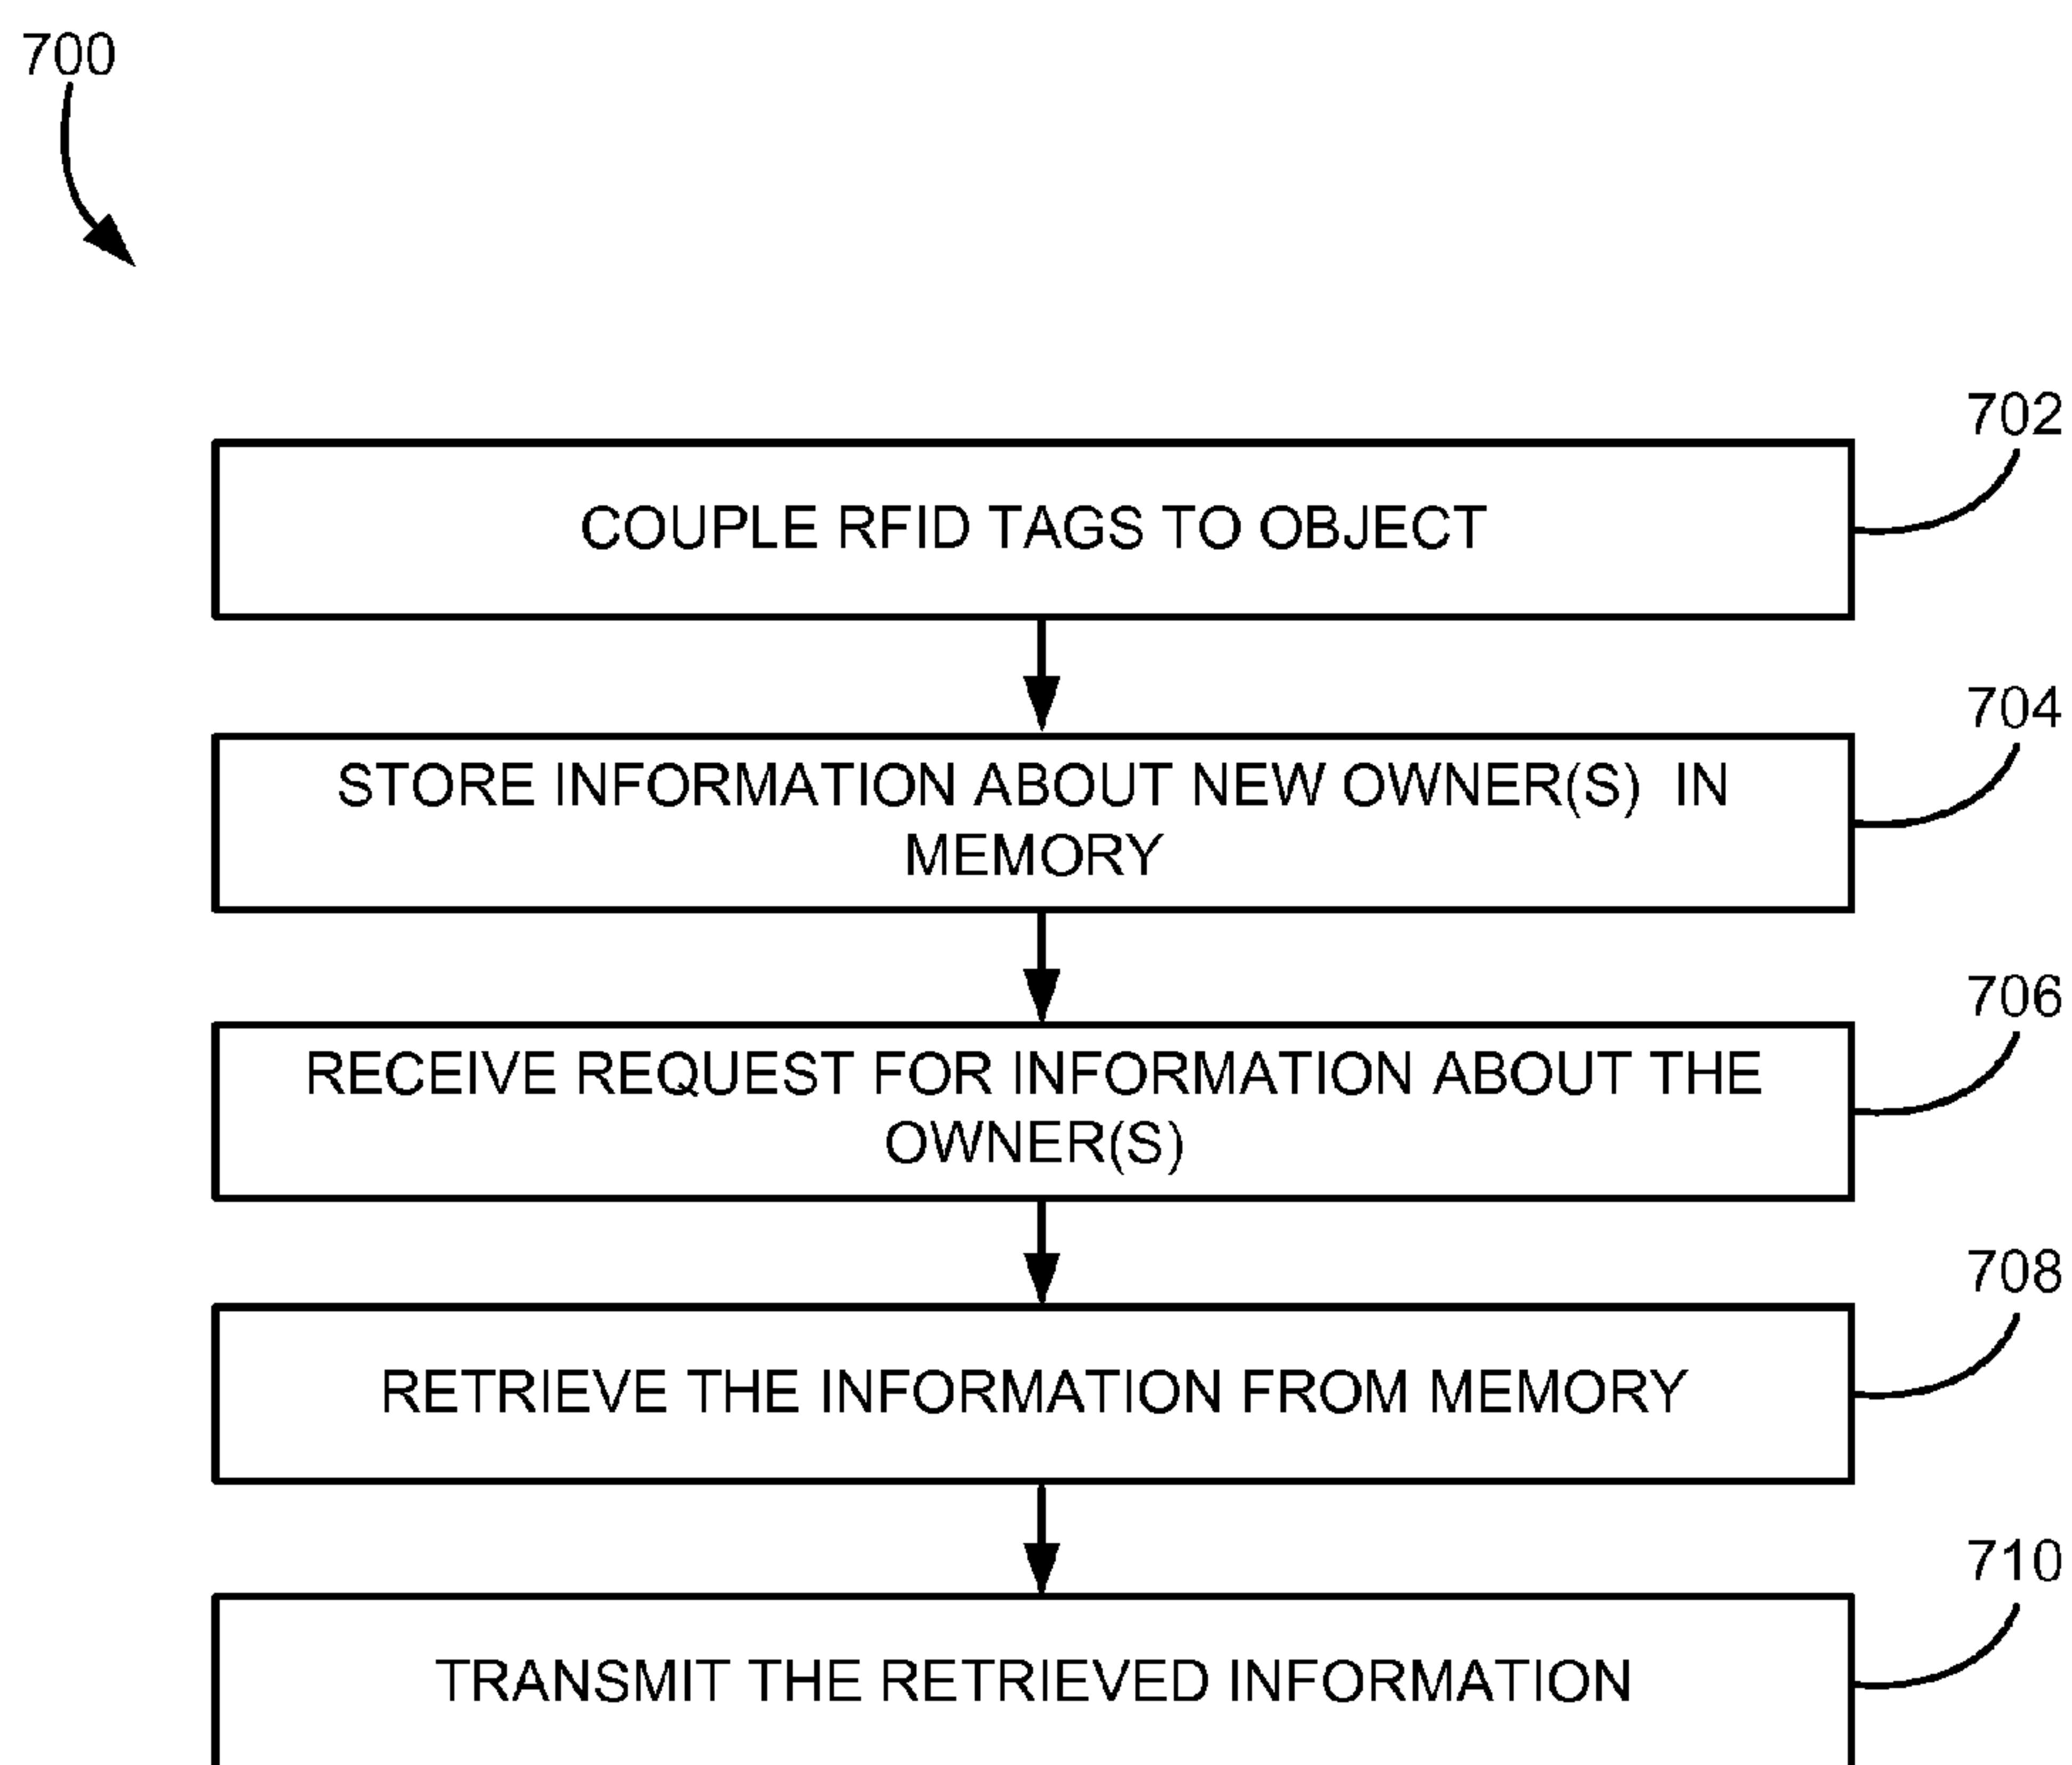 700
702
COUPLE RFID TAGS TO OBJECT
704
STORE INFORMATION ABOUT NEW OWNER(S) IN
MEMORY
706
RECEIVE REQUEST FOR INFORMATION ABOUT THE
OWNER(S)
708
RETRIEVE THE INFORMATION FROM MEMORY
710
TRANSMIT THE RETRIEVED INFORMATION